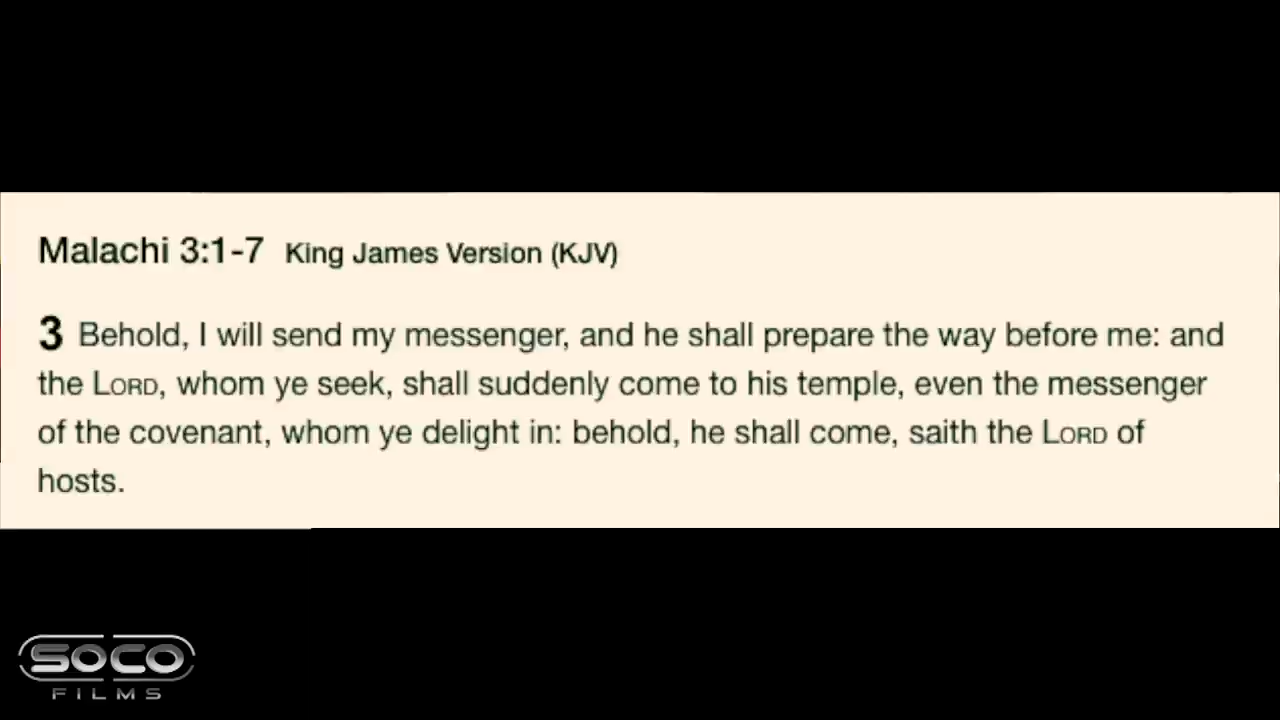 Malachi 3:1-7 King James Version (KJV)
3 Behold, I will send my messenger, and he shall prepare the way before me: and
the LORD, whom ye seek, shall suddenly come to his temple, even the messenger
of the covenant, whom ye delight in: behold, he shall come, saith the LORD of
hosts.
SOCO
FILMS